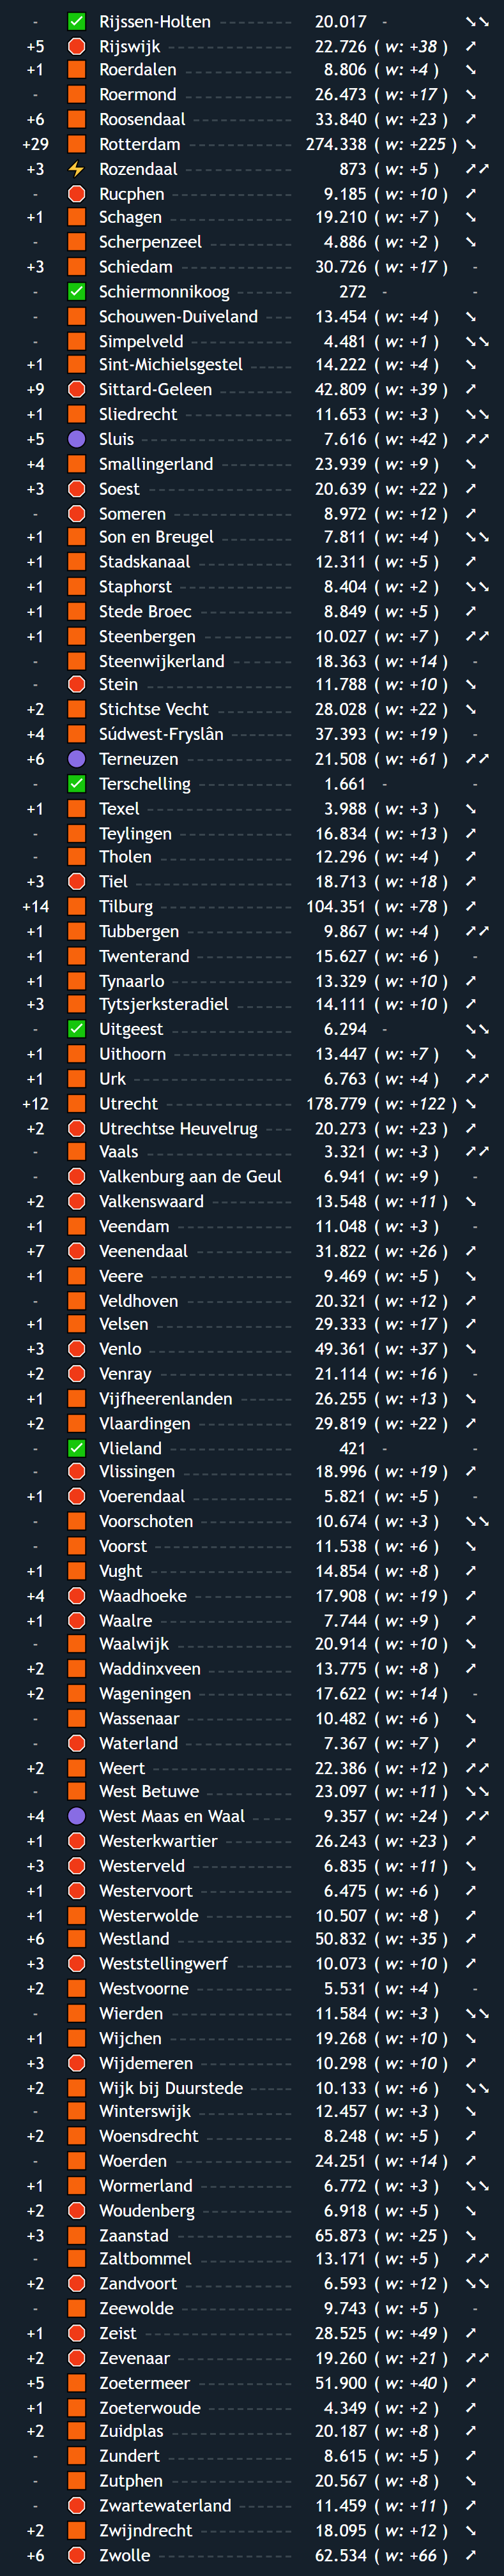 - ✅ Rijssen-Holten 20.017 - ↘↘
+5 Rijswijk 22.726 ( w: +38 ) ↗
+1 Roerdalen 8.806 ( w: +4 ) ↘
- Roermond 26.473 ( w: +17 ) ↘
+6 Roosendaal 33.840 ( w: +23 ) ↗
+29 Rotterdam 274.338 ( w: +225 ) ↘
+3 ⚡ Rozendaal 873 ( w: +5 ) ↗↗
- Rucphen 9.185 ( w: +10 ) ↗
+1 Schagen 19.210 ( w: +7 ) ↘
- Scherpenzeel 4.886 ( w: +2 ) ↘
+3 Schiedam 30.726 ( w: +17 ) -
- ✅ Schiermonnikoog 272 - -
- Schouwen-Duiveland 13.454 ( w: +4 ) ↘
- Simpelveld 4.481 ( w: +1 ) ↘↘
+1 Sint-Michielsgestel 14.222 ( w: +4 ) ↘
+9 Sittard-Geleen 42.809 ( w: +39 ) ↗
+1 Sliedrecht 11.653 ( w: +3 ) ↘↘
+5 Sluis 7.616 ( w: +42 ) ↗↗
+4 Smallingerland 23.939 ( w: +9 ) ↘
+3 Soest 20.639 ( w: +22 ) ↗
- Someren 8.972 ( w: +12 ) ↗
+1 Son en Breugel 7.811 ( w: +4 ) ↘↘
+1 Stadskanaal 12.311 ( w: +5 ) ↗
+1 Staphorst 8.404 ( w: +2 ) ↘↘
+1 Stede Broec 8.849 ( w: +5 ) ↗
+1 Steenbergen 10.027 ( w: +7 ) ↗↗
- Steenwijkerland 18.363 ( w: +14 ) -
- Stein 11.788 ( w: +10 ) ↘
+2 Stichtse Vecht 28.028 ( w: +22 ) ↘
+4 Súdwest-Fryslân 37.393 ( w: +19 ) -
+6 Terneuzen 21.508 ( w: +61 ) ↗↗
- ✅ Terschelling 1.661 - -
+1 Texel 3.988 ( w: +3 ) ↘
- Teylingen 16.834 ( w: +13 ) ↗
- Tholen 12.296 ( w: +4 ) ↗
+3 Tiel 18.713 ( w: +18 ) ↗
+14 Tilburg 104.351 ( w: +78 ) ↗
+1 Tubbergen 9.867 ( w: +4 ) ↗↗
+1 Twenterand 15.627 ( w: +6 ) -
+1 Tynaarlo 13.329 ( w: +10 ) ↗
+3 Tytsjerksteradiel 14.111 ( w: +10 ) ↗
- ✅ Uitgeest 6.294 - ↘↘
+1 Uithoorn 13.447 ( w: +7 ) ↘
+1 Urk 6.763 ( w: +4 ) ↗↗
+12 Utrecht 178.779 ( w: +122 ) ↘
+2 Utrechtse Heuvelrug 20.273 ( w: +23 ) ↗
- Vaals 3.321 ( w: +3 ) ↗↗
- Valkenburg aan de Geul 6.941 ( w: +9 ) -
+2 Valkenswaard 13.548 ( w: +11 ) ↘
+1 Veendam 11.048 ( w: +3 ) -
+7 Veenendaal 31.822 ( w: +26 ) ↗
+1 Veere 9.469 ( w: +5 ) ↘
- Veldhoven 20.321 ( w: +12 ) ↗
+1 Velsen 29.333 ( w: +17 ) ↗
+3 Venlo 49.361 ( w: +37 ) ↘
+2 Venray 21.114 ( w: +16 ) -
+1 Vijfheerenlanden 26.255 ( w: +13 ) ↘
+2 Vlaardingen 29.819 ( w: +22 ) ↗
- ✅ Vlieland 421 - -
- Vlissingen 18.996 ( w: +19 ) ↗
+1 Voerendaal 5.821 ( w: +5 ) -
- Voorschoten 10.674 ( w: +3 ) ↘↘
- Voorst 11.538 ( w: +6 ) ↘
+1 Vught 14.854 ( w: +8 ) ↗
+4 Waadhoeke 17.908 ( w: +19 ) ↗
+1 Waalre 7.744 ( w: +9 ) ↗
- Waalwijk 20.914 ( w: +10 ) ↘
+2 Waddinxveen 13.775 ( w: +8 ) ↗
+2 Wageningen 17.622 ( w: +14 ) -
- Wassenaar 10.482 ( w: +6 ) ↘
- Waterland 7.367 ( w: +7 ) ↗
+2 Weert 22.386 ( w: +12 ) ↗↗
- West Betuwe 23.097 ( w: +11 ) ↘↘
+4 West Maas en Waal 9.357 ( w: +24 ) ↗↗
+1 Westerkwartier 26.243 ( w: +23 ) ↗
+3 Westerveld 6.835 ( w: +11 ) ↘
+1 Westervoort 6.475 ( w: +6 ) ↗
+1 Westerwolde 10.507 ( w: +8 ) ↗
+6 Westland 50.832 ( w: +35 ) ↗
+3 Weststellingwerf 10.073 ( w: +10 ) ↗
+2 Westvoorne 5.531 ( w: +4 ) -
- Wierden 11.584 ( w: +3 ) ↘↘
+1 Wijchen 19.268 ( w: +10 ) ↘
+3 Wijdemeren 10.298 ( w: +10 ) ↗
+2 Wijk bij Duurstede 10.133 ( w: +6 ) ↘↘
- Winterswijk 12.457 ( w: +3 ) ↘
+2 Woensdrecht 8.248 ( w: +5 ) ↗
- Woerden 24.251 ( w: +14 ) ↗
+1 Wormerland 6.772 ( w: +3 ) ↘↘
+2 Woudenberg 6.918 ( w: +5 ) ↘
+3 Zaanstad 65.873 ( w: +25 ) ↘
- Zaltbommel 13.171 ( w: +5 ) ↗↗
+2 Zandvoort 6.593 ( w: +12 ) ↘↘
- Zeewolde 9.743 ( w: +5 ) -
+1 Zeist 28.525 ( w: +49 ) ↗
+2 Zevenaar 19.260 ( w: +21 ) ↗↗
+5 Zoetermeer 51.900 ( w: +40 ) ↗
+1 Zoeterwoude 4.349 ( w: +2 ) ↗
+2 Zuidplas 20.187 ( w: +8 ) ↗
- Zundert 8.615 ( w: +5 ) ↗
- Zutphen 20.567 ( w: +8 ) ↘
- Zwartewaterland 11.459 ( w: +11 ) ↗
+2 Zwijndrecht 18.095 ( w: +12 ) ↘
+6 Zwolle 62.534 ( w: +66 ) ↗